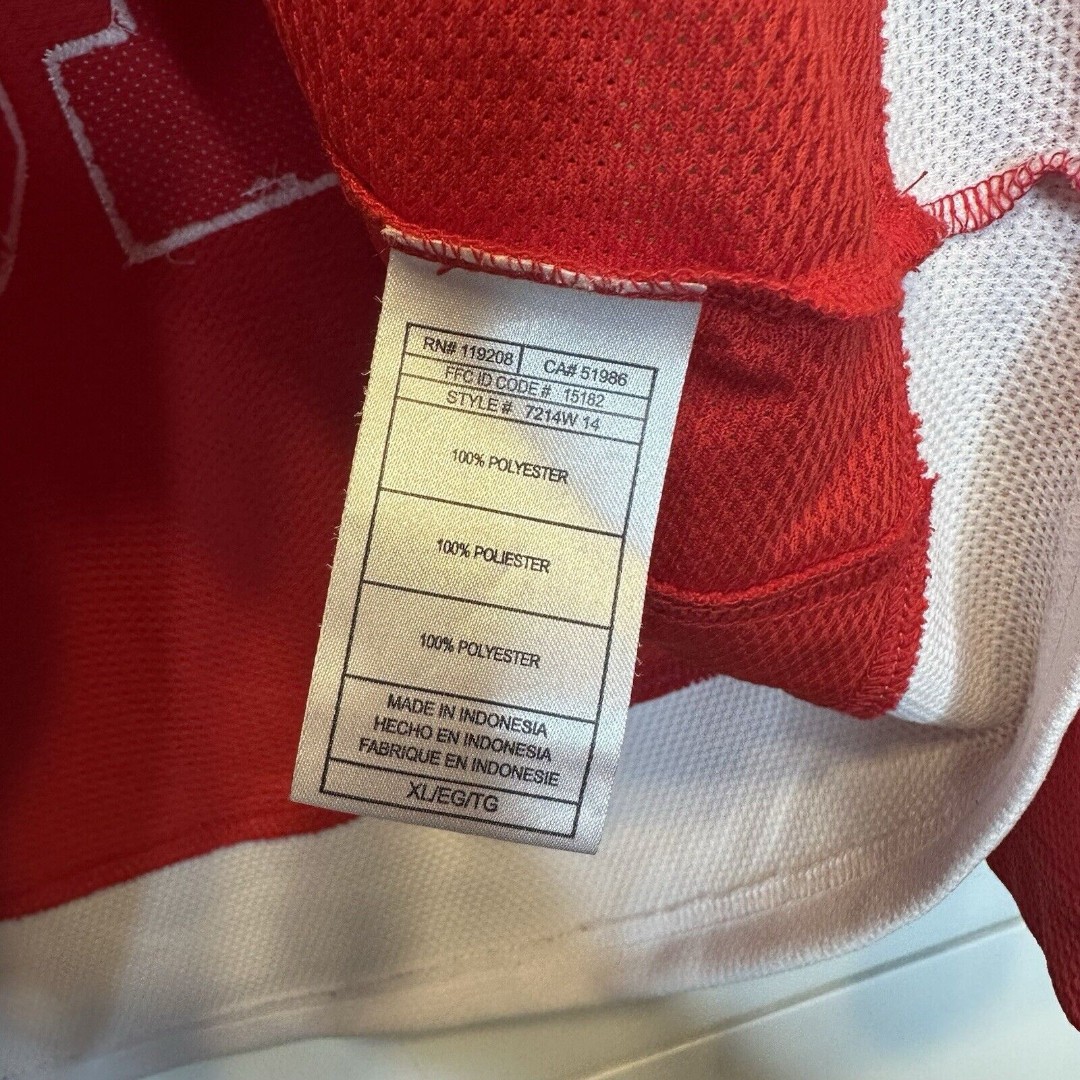 RN# 119208 CA# 51986
FFC ID CODE # 15162
STYLE # 7214W 14
100% POLYESTER
100% POLIESTER
100% POLYESTER
MADE IN INDONESIA
HECHO EN INDONESIA
FABRIQUE EN INDONESIE
XL/EG/TG